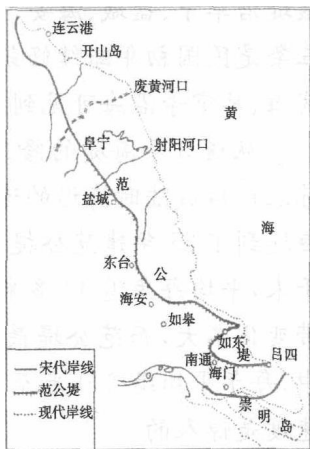 连云港
开山岛
废黄河口
黄
阜宁
射阳河口
范
盐城
海
东台
公
海安
如皋
如东
堤
南通
吕四
海门
崇
明
岛
宋代岸线
范公堤
现代岸线